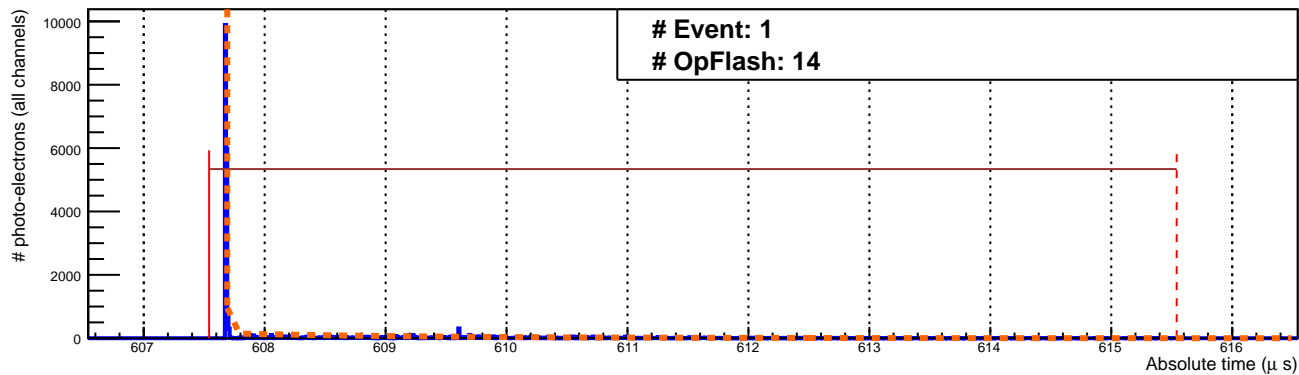 # Event: 1
# OpFlash: 14
# photo-electrons (all channels)
10000
8000
6000
4000
2000
0
607 608 609 610 611 612 613 614 615 616
Absolute time (μ s)